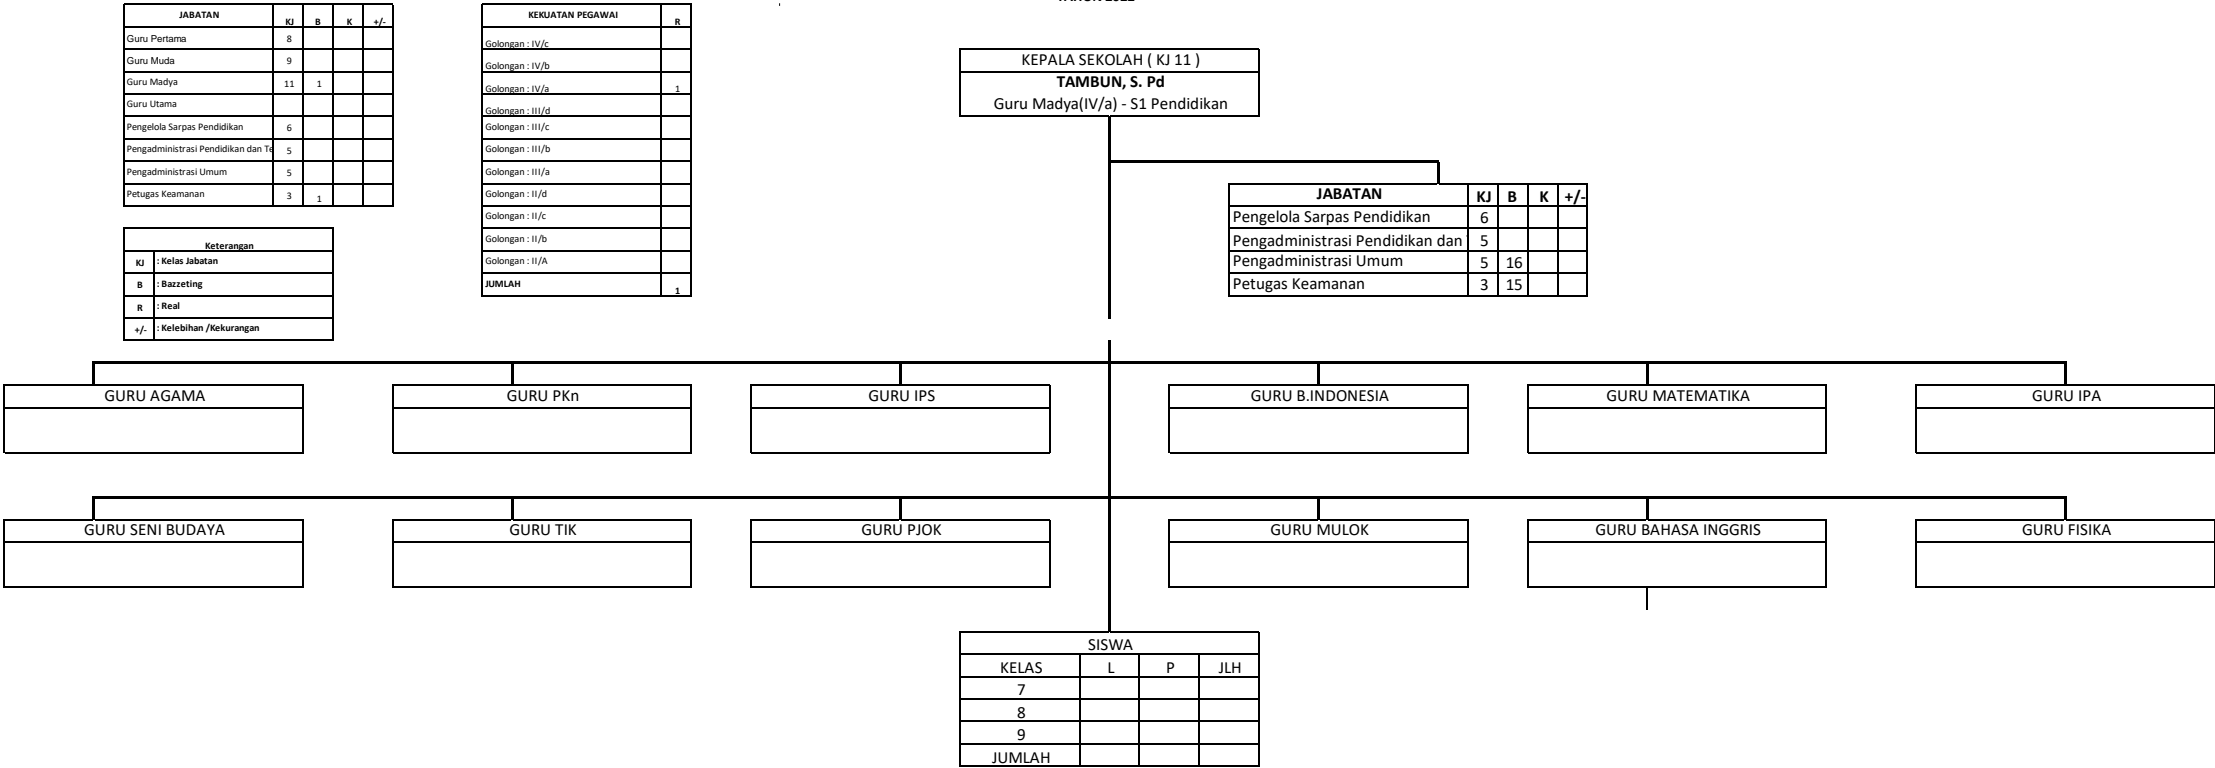 JABATAN KJ B K +/-
Guru Pertama 8
Guru Muda 9
Guru Madya 11 1
Guru Utama
Pengelola Sarpas Pendidikan 6
Pengadministrasi Pendidikan dan Te 5
Pengadministrasi Umum 5
Petugas Keamanan 3 1
Keterangan
KJ : Kelas Jabatan
B : Bazzeting
R : Real
+/- : Kelebihan /Kekurangan
KEKUATAN PEGAWAI R
Golongan : IV/c
Golongan : IV/b
Golongan : IV/a 1
Golongan : III/d
Golongan : III/c
Golongan : III/b
Golongan : III/a
Golongan : II/d
Golongan : II/c
Golongan : II/b
Golongan : II/A
JUMLAH 1
KEPALA SEKOLAH ( KJ 11 )
TAMBUN, S. Pd
Guru Madya(IV/a) - S1 Pendidikan
JABATAN KJ B K +/-
Pengelola Sarpas Pendidikan 6
Pengadministrasi Pendidikan dan 5
Pengadministrasi Umum 5 16
Petugas Keamanan 3 15
GURU AGAMA GURU PKn GURU IPS GURU B.INDONESIA GURU MATEMATIKA GURU IPA
GURU SENI BUDAYA GURU TIK GURU PJOK GURU MULOK GURU BAHASA INGGRIS GURU FISIKA
SISWA
KELAS L P JLH
7
8
9
JUMLAH